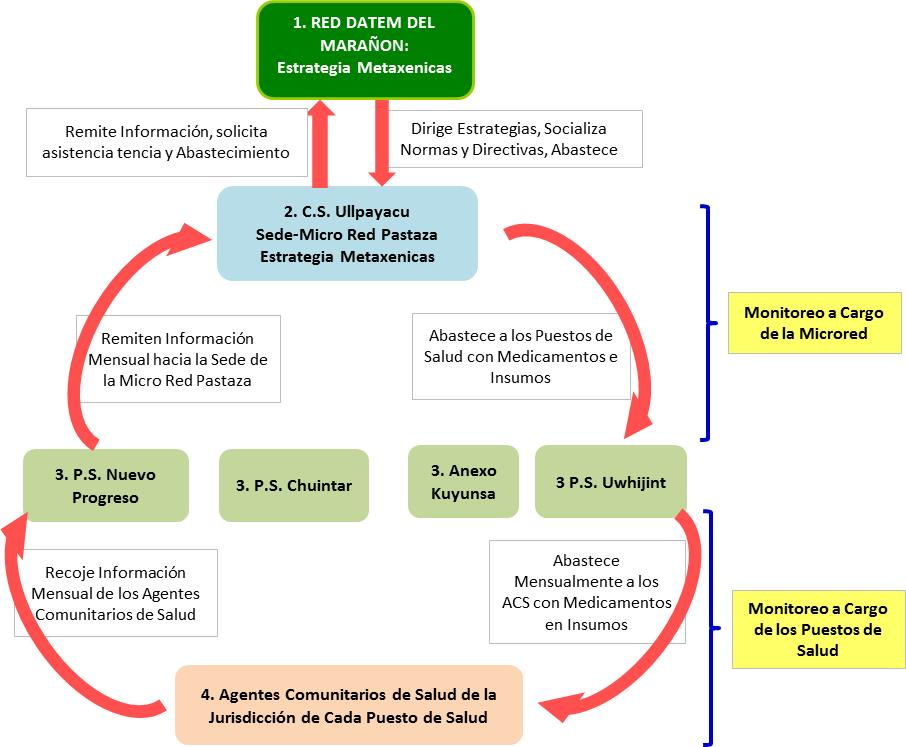 1. RED DATEM DEL
MARAÑON:
Estrategia Metaxenicas
Remite Información, solicita
asistencia tencia y Abastecimiento
Dirige Estrategias, Socializa
Normas y Directivas, Abastece
2. C.S. Ullpayacu
Sede-Micro Red Pastaza
Estrategia Metaxenicas
Monitoreo a Cargo
de la Microred
Remiten Información
Mensual hacia la Sede de
la Micro Red Pastaza
Abastece a los Puestos de
Salud con Medicamentos e
Insumos
3. P.S. Nuevo
Progreso
3. P.S. Chuintar
3. Anexo
Kuyunsa
3 P.S. Uwhijint
Recoje Información
Mensual de los Agentes
Comunitarios de Salud
Abastece
Mensualmente a los
ACS con Medicamentos
en Insumos
Monitoreo a Cargo
de los Puestos de
Salud
4. Agentes Comunitarios de Salud de la
Jurisdicción de Cada Puesto de Salud